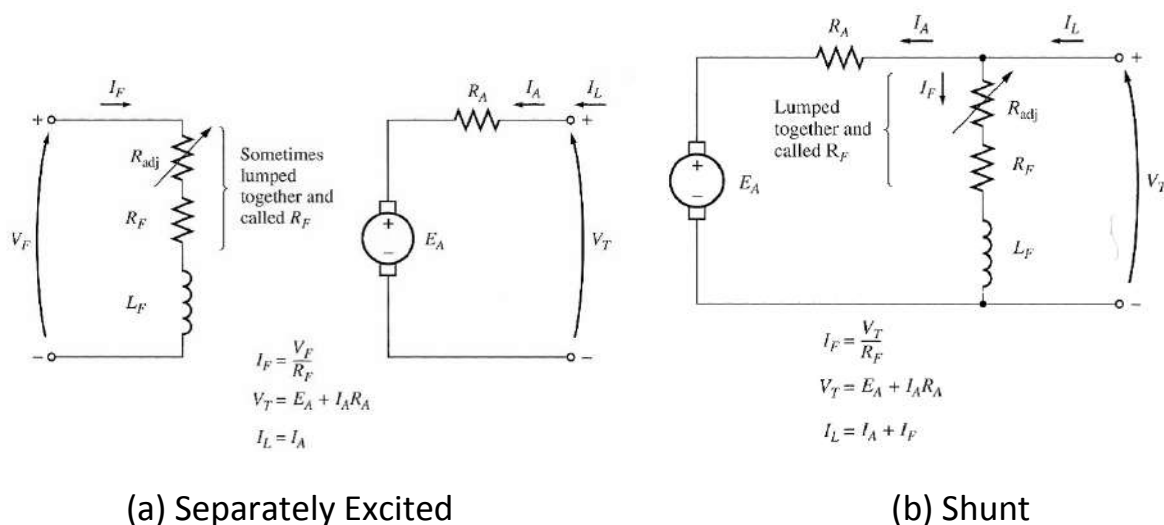 I_F
+
R_adj
R_F
L_F
V_F
−
Sometimes
lumped
together and
called R_F
R_A
I_A
I_L
+
+
−
E_A
V_T
−
I_F = V_F / R_F
V_T = E_A + I_A R_A
I_L = I_A
(a) Separately Excited
R_A
I_A
I_L
+
I_F
R_adj
Lumped
together and
called R_F
R_F
+
−
E_A
V_T
L_F
−
I_F = V_T / R_F
V_T = E_A + I_A R_A
I_L = I_A + I_F
(b) Shunt